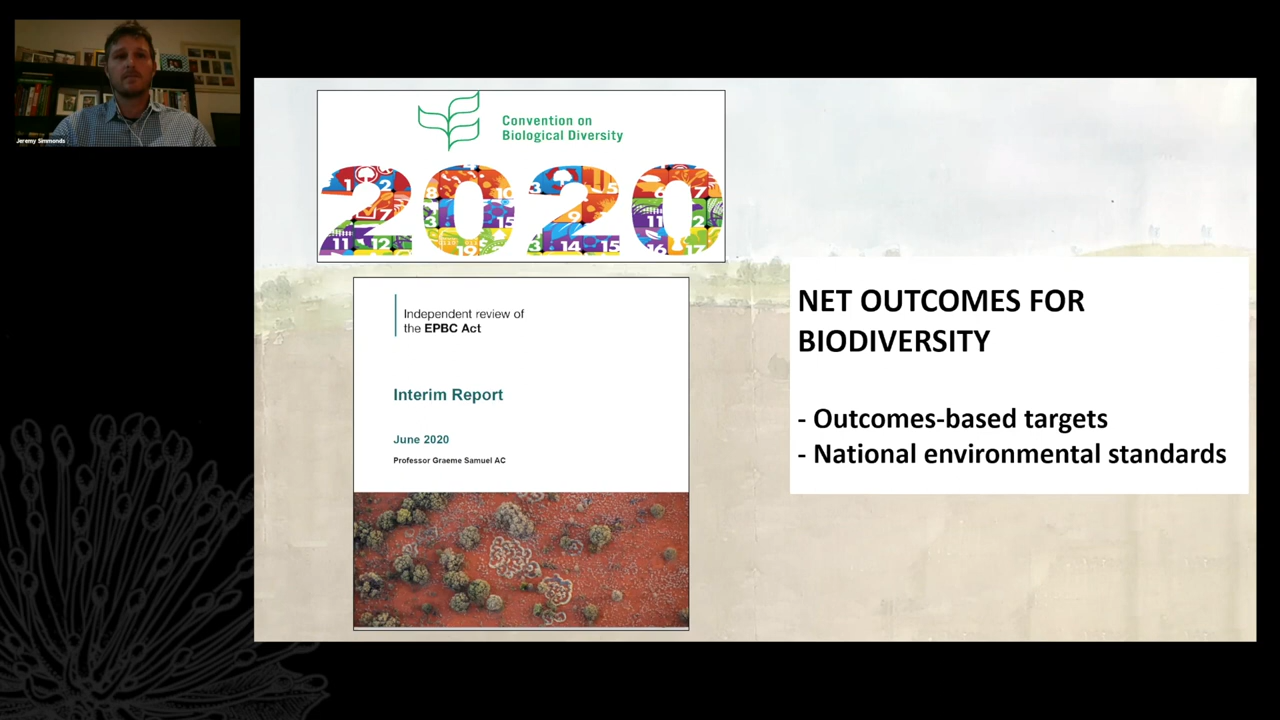 Jeremy Simmonds
Convention on
Biological Diversity
2020
Independent review of
the EPBC Act
Interim Report
June 2020
Professor Graeme Samuel AC
NET OUTCOMES FOR
BIODIVERSITY
- Outcomes-based targets
- National environmental standards